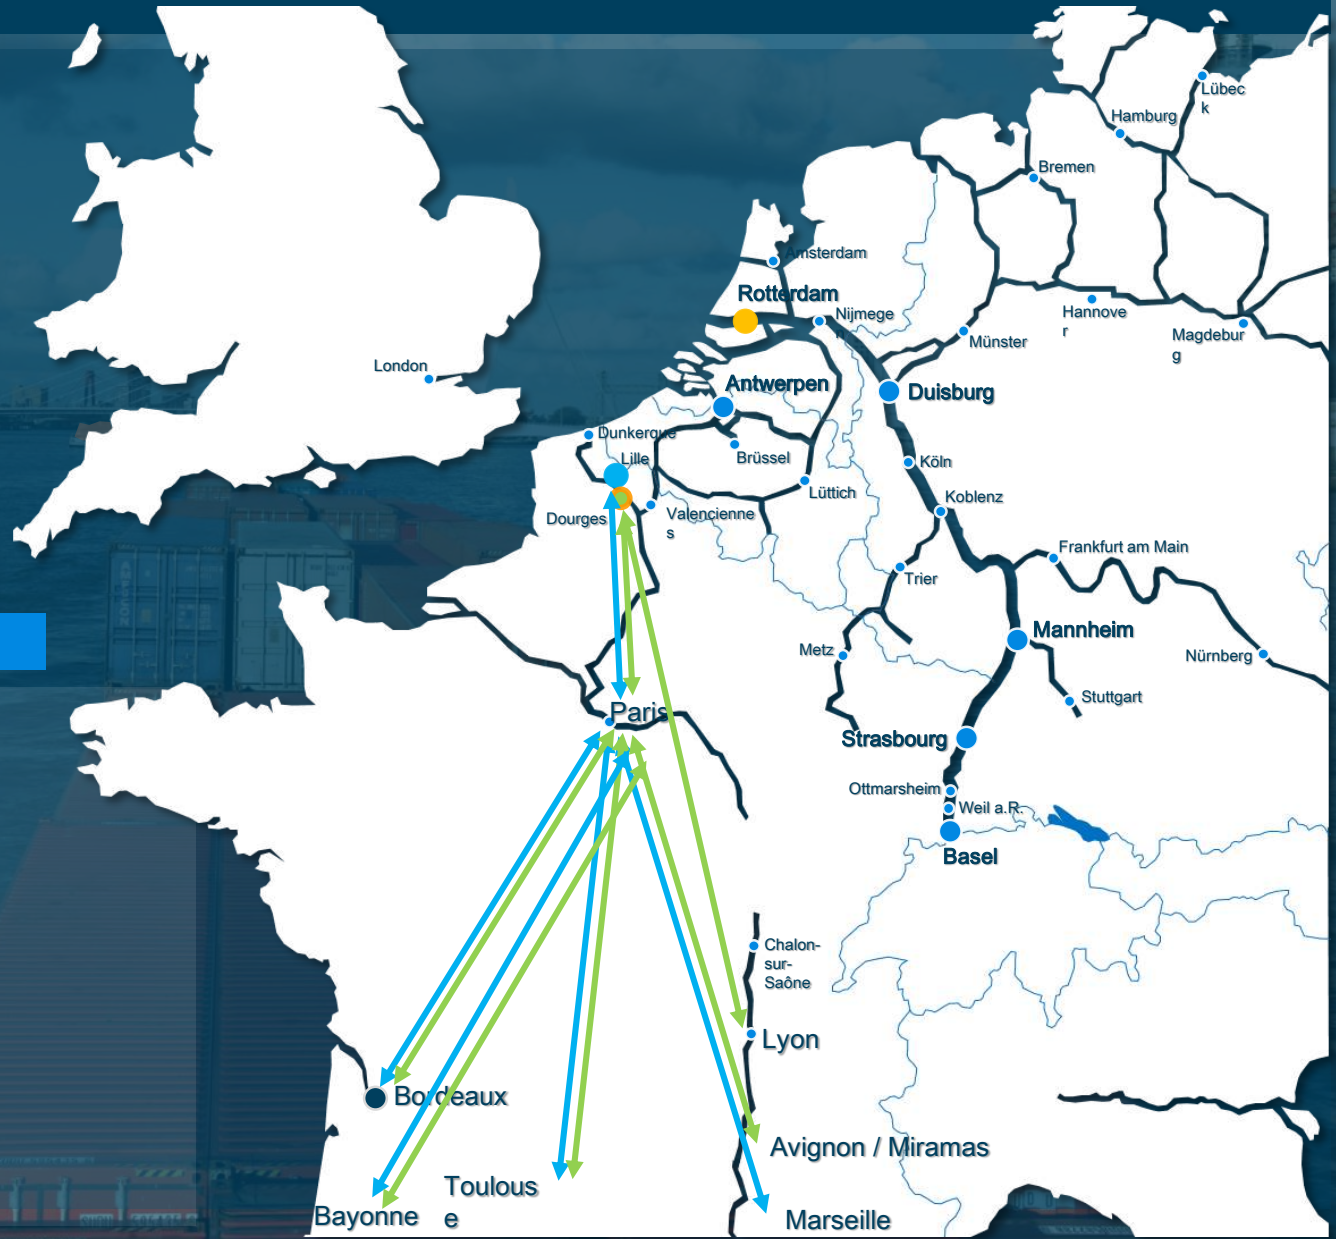 Lübec
k
Hamburg
Bremen
Amsterdam
Rotterdam
Nijmege
n
Hannove
r
Magdebur
g
Münster
London
Antwerpen
Duisburg
Dunkerque
Lille
Brüssel
Köln
Lüttich
Koblenz
Dourges
Valencienne
s
Frankfurt am Main
Trier
Mannheim
Metz
Nürnberg
Stuttgart
Paris
Strasbourg
Ottmarsheim
Weil a.R.
Basel
Chalon-
sur-
Saône
Lyon
Bordeaux
Avignon / Miramas
Toulous
e
Bayonne
Marseille